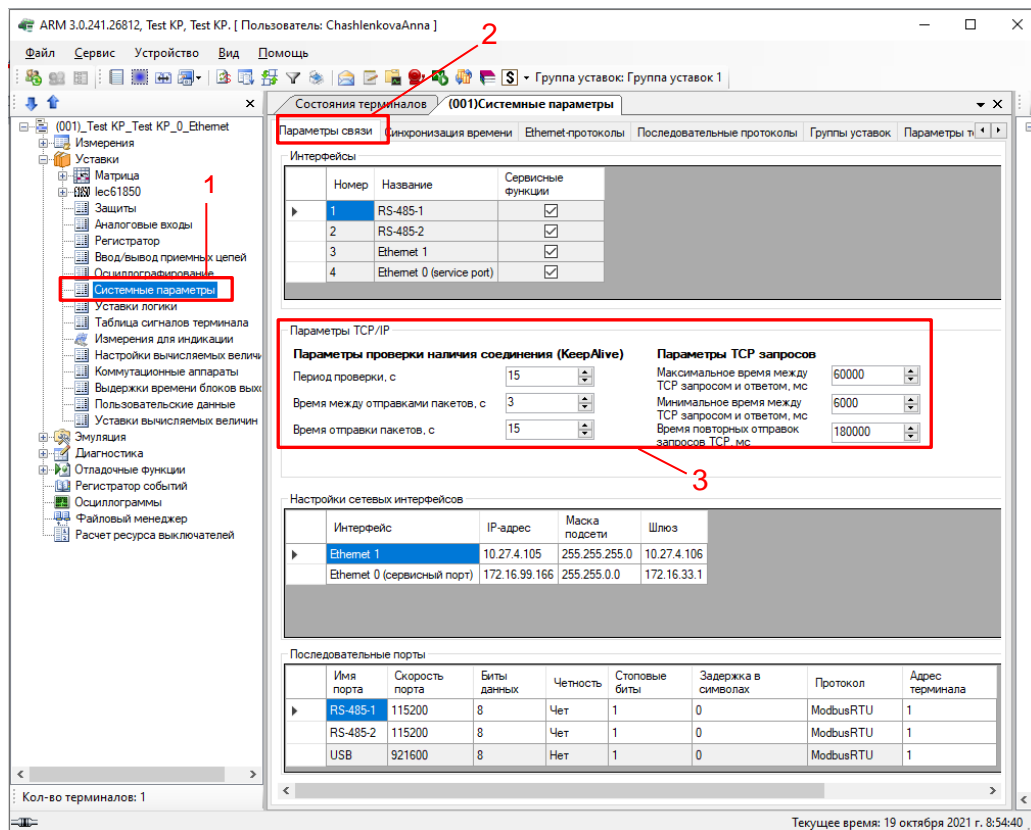 ARM 3.0.241.26812, Test KP, Test KP. [ Пользователь: ChashlenkovaAnna ]
2
Файл Сервис Устройство Вид Помощь
S Группа уставок: Группа уставок 1
Состояния терминалов (001)Системные параметры
(001)_Test KP_Test KP_0_Ethernet
Измерения
Уставки
Матрица
Iec61850
1
Защиты
Аналоговые входы
Регистратор
Ввод/вывод приемных цепей
Осциллографирование
Системные параметры
Уставки логики
Таблица сигналов терминала
Измерения для индикации
Настройки вычисляемых величи
Коммутационные аппараты
Выдержки времени блоков вых
Пользовательские данные
Уставки вычисляемых величин
Эмуляция
Диагностика
Отладочные функции
Регистратор событий
Осциллограммы
Файловый менеджер
Расчет ресурса выключателей
Кол-во терминалов: 1
Параметры связи Синхронизация времени Ethernet-протоколы Последовательные протоколы Группы уставок Параметры
Интерфейсы
Номер Название Сервисные функции
1 RS-485-1
2 RS-485-2
3 Ethernet 1
4 Ethernet 0 (service port)
Параметры TCP/IP
Параметры проверки наличия соединения (KeepAlive)
Период проверки, с 15
Время между отправками пакетов, с 3
Время отправки пакетов, с 15
Параметры TCP запросов
Максимальное время между TCP запросом и ответом, мс 60000
Минимальное время между TCP запросом и ответом, мс 6000
Время повторных отправок запросов TCP, мс 180000
3
Настройки сетевых интерфейсов
Интерфейс IP-адрес Маска подсети Шлюз
Ethernet 1 10.27.4.105 255.255.255.0 10.27.4.106
Ethernet 0 (сервисный порт) 172.16.99.166 255.255.0.0 172.16.33.1
Последовательные порты
Имя порта Скорость порта Биты данных Четность Стоповые биты Задержка в символах Протокол Адрес терминала
RS-485-1 115200 8 Чет 1 0 ModbusRTU 1
RS-485-2 115200 8 Чет 1 0 ModbusRTU 1
USB 921600 8 Нет 1 0 ModbusRTU 1
Текущее время: 19 октября 2021 г. 8:54:40